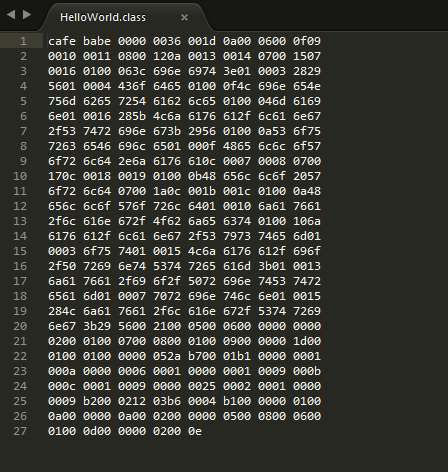 HelloWorld.class ×
1 cafe babe 0000 0036 001d 0a00 0600 0f09
2 0010 0011 0800 120a 0013 0014 0700 1507
3 0016 0100 063c 696e 6974 3e01 0003 2829
4 5601 0004 436f 6465 0100 0f4c 696e 654e
5 756d 6265 7254 6162 6c65 0100 046d 6169
6 6e01 0016 285b 4c6a 6176 612f 6c61 6e67
7 2f53 7472 696e 673b 2956 0100 0a53 6f75
8 7263 6546 696c 6501 000f 4865 6c6c 6f57
9 6f72 6c64 2e6a 6176 610c 0007 0008 0700
10 170c 0018 0019 0100 0b48 656c 6c6f 2057
11 6f72 6c64 0700 1a0c 001b 001c 0100 0a48
12 656c 6c6f 576f 726c 6401 0010 6a61 7661
13 2f6c 616e 672f 4f62 6a65 6374 0100 106a
14 6176 612f 6c61 6e67 2f53 7973 7465 6d01
15 0003 6f75 7401 0015 4c6a 6176 612f 696f
16 2f50 7269 6e74 5374 7265 616d 3b01 0013
17 6a61 7661 2f69 6f2f 5072 696e 7453 7472
18 6561 6d01 0007 7072 696e 746c 6e01 0015
19 284c 6a61 7661 2f6c 616e 672f 5374 7269
20 6e67 3b29 5600 2100 0500 0600 0000 0000
21 0200 0100 0700 0800 0100 0900 0000 1d00
22 0100 0100 0000 052a b700 01b1 0000 0001
23 000a 0000 0006 0001 0000 0001 0009 000b
24 000c 0001 0009 0000 0025 0002 0001 0000
25 0009 b200 0212 03b6 0004 b100 0000 0100
26 0a00 0000 0a00 0200 0000 0500 0800 0600
27 0100 0d00 0000 0200 0e